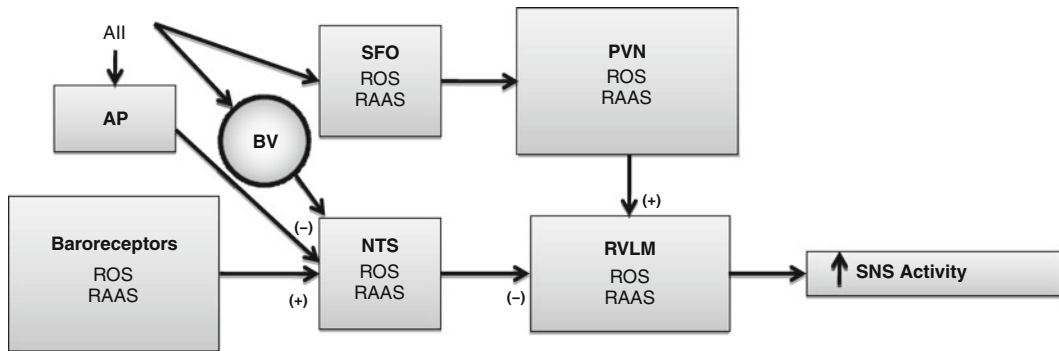 AII
AP
BV
SFO
ROS
RAAS
PVN
ROS
RAAS
(+)
Baroreceptors
ROS
RAAS
(+)
(–)
NTS
ROS
RAAS
(–)
RVLM
ROS
RAAS
SNS Activity